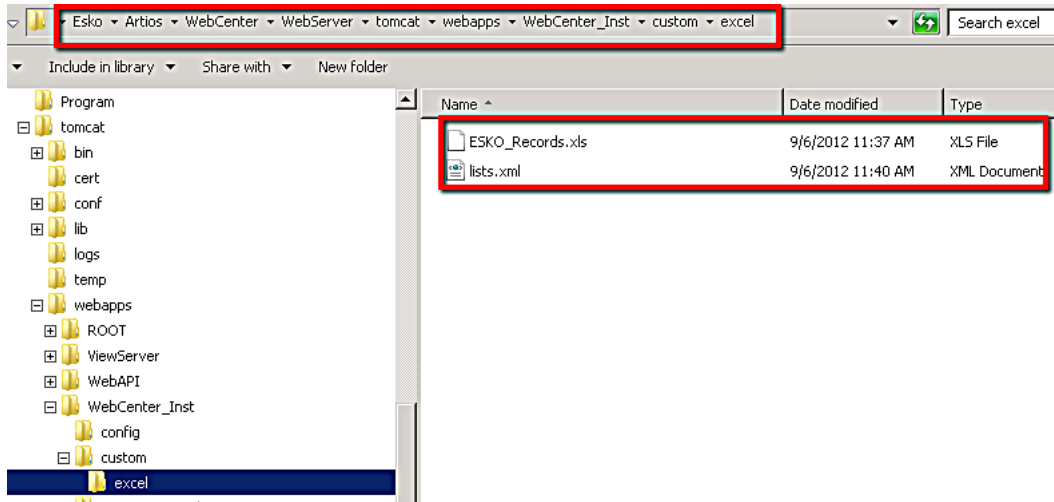 Esko ▾ Artios ▾ WebCenter ▾ WebServer ▾ tomcat ▾ webapps ▾ WebCenter_Inst ▾ custom ▾ excel
Search excel
Include in library ▾ Share with ▾ New folder
Program
tomcat
bin
cert
conf
lib
logs
temp
webapps
ROOT
ViewServer
WebAPI
WebCenter_Inst
config
custom
excel
Name Date modified Type
ESKO_Records.xls 9/6/2012 11:37 AM XLS File
lists.xml 9/6/2012 11:40 AM XML Document